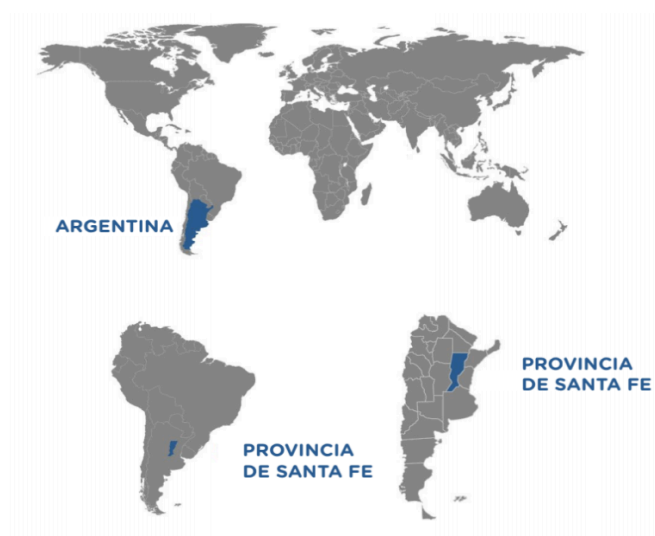 ARGENTINA
PROVINCIA
DE SANTA FE
PROVINCIA
DE SANTA FE